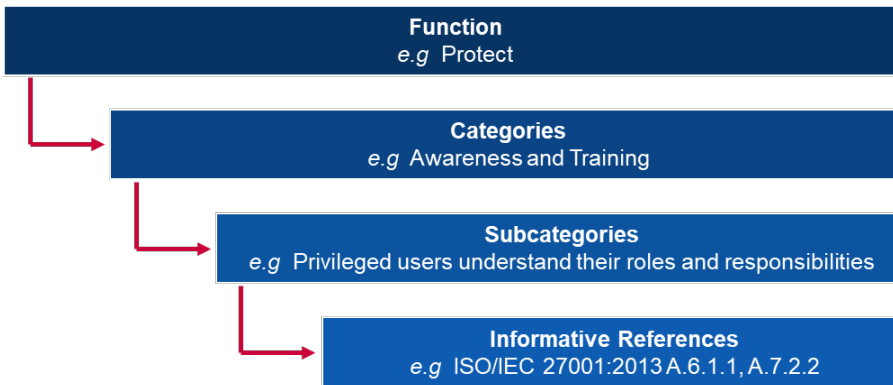 Function
e.g Protect
Categories
e.g Awareness and Training
Subcategories
e.g Privileged users understand their roles and responsibilities
Informative References
e.g ISO/IEC 27001:2013 A.6.1.1, A.7.2.2